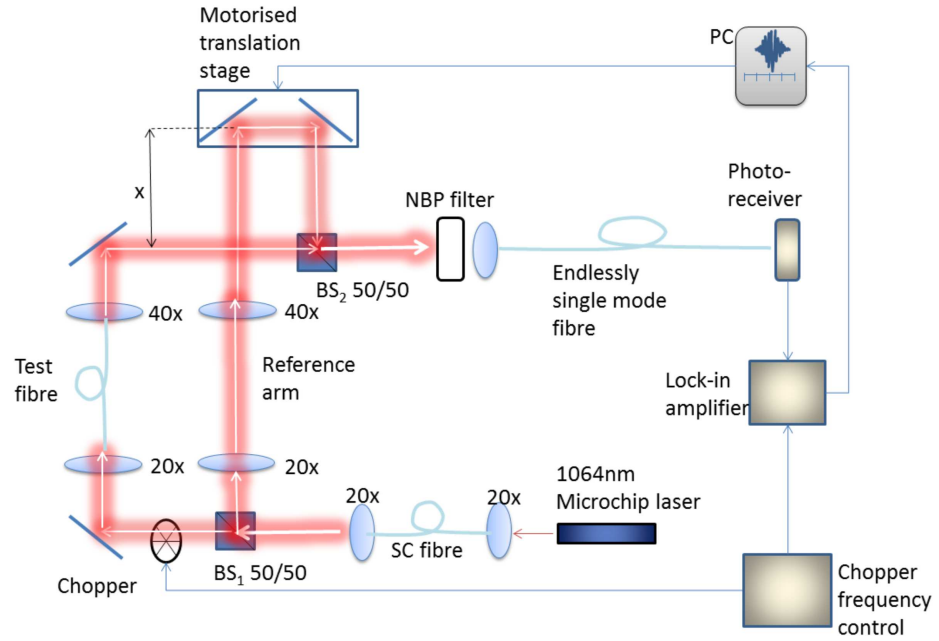 Motorised
translation
stage
PC
x
NBP filter
Photo-
receiver
BS2 50/50
Endlessly
single mode
fibre
40x
40x
Test
fibre
Reference
arm
Lock-in
amplifier
20x
20x
20x
20x
1064nm
Microchip laser
SC fibre
Chopper
BS1 50/50
Chopper
frequency
control